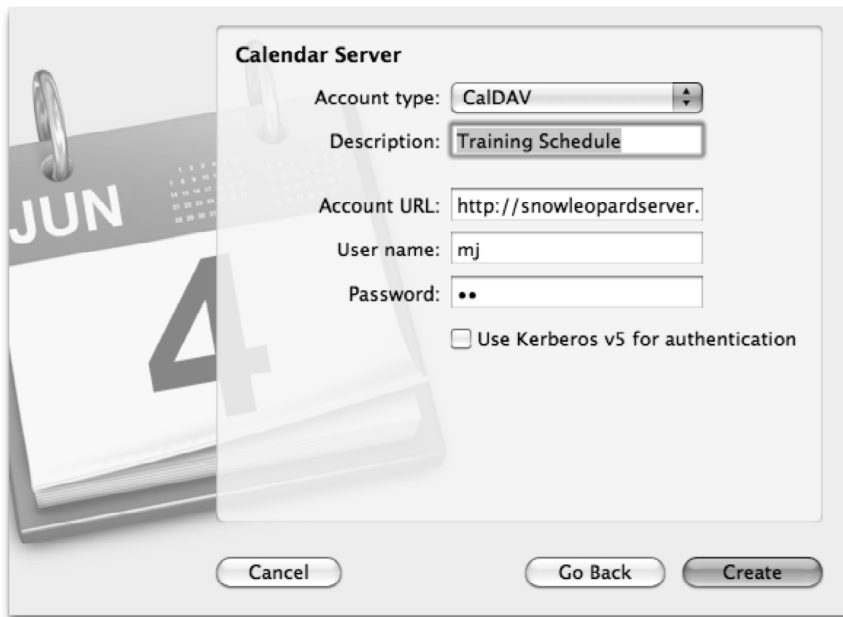 Calendar Server
Account type: CalDAV
Description: Training Schedule
Account URL: http://snowleopardserver.
User name: mj
Password: ••
Use Kerberos v5 for authentication
JUN
4
Cancel
Go Back
Create